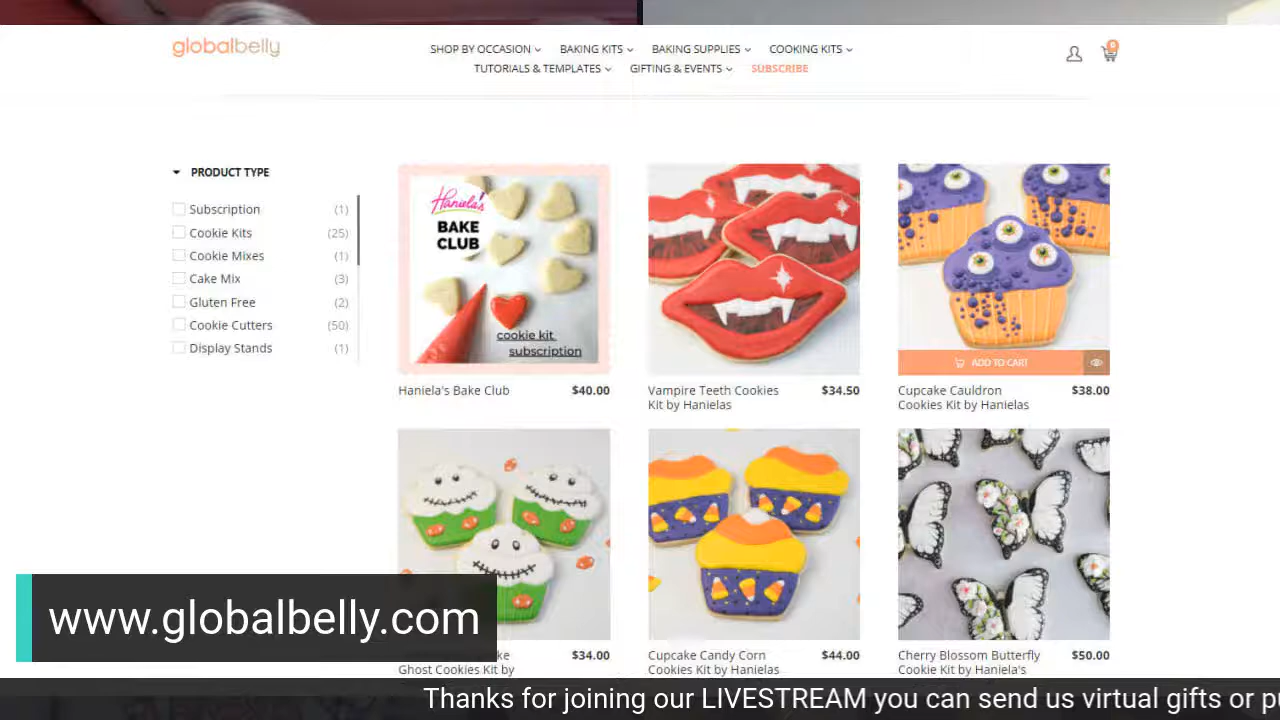 globalbelly
SHOP BY OCCASION BAKING KITS BAKING SUPPLIES COOKING KITS
TUTORIALS & TEMPLATES GIFTING & EVENTS SUBSCRIBE
0
PRODUCT TYPE
Subscription (1)
Cookie Kits (25)
Cookie Mixes (1)
Cake Mix (3)
Gluten Free (2)
Cookie Cutters (50)
Display Stands (1)
Haniela's
BAKE
CLUB
cookie kit
subscription
ADD TO CART
Haniela's Bake Club $40.00
Vampire Teeth Cookies $34.50
Kit by Hanielas
Cupcake Cauldron $38.00
Cookies Kit by Hanielas
ke $34.00
Ghost Cookies Kit by
Cupcake Candy Corn $44.00
Cookies Kit by Hanielas
Cherry Blossom Butterfly $50.00
Cookie Kit by Haniela's
www.globalbelly.com
Thanks for joining our LIVESTREAM you can send us virtual gifts or p